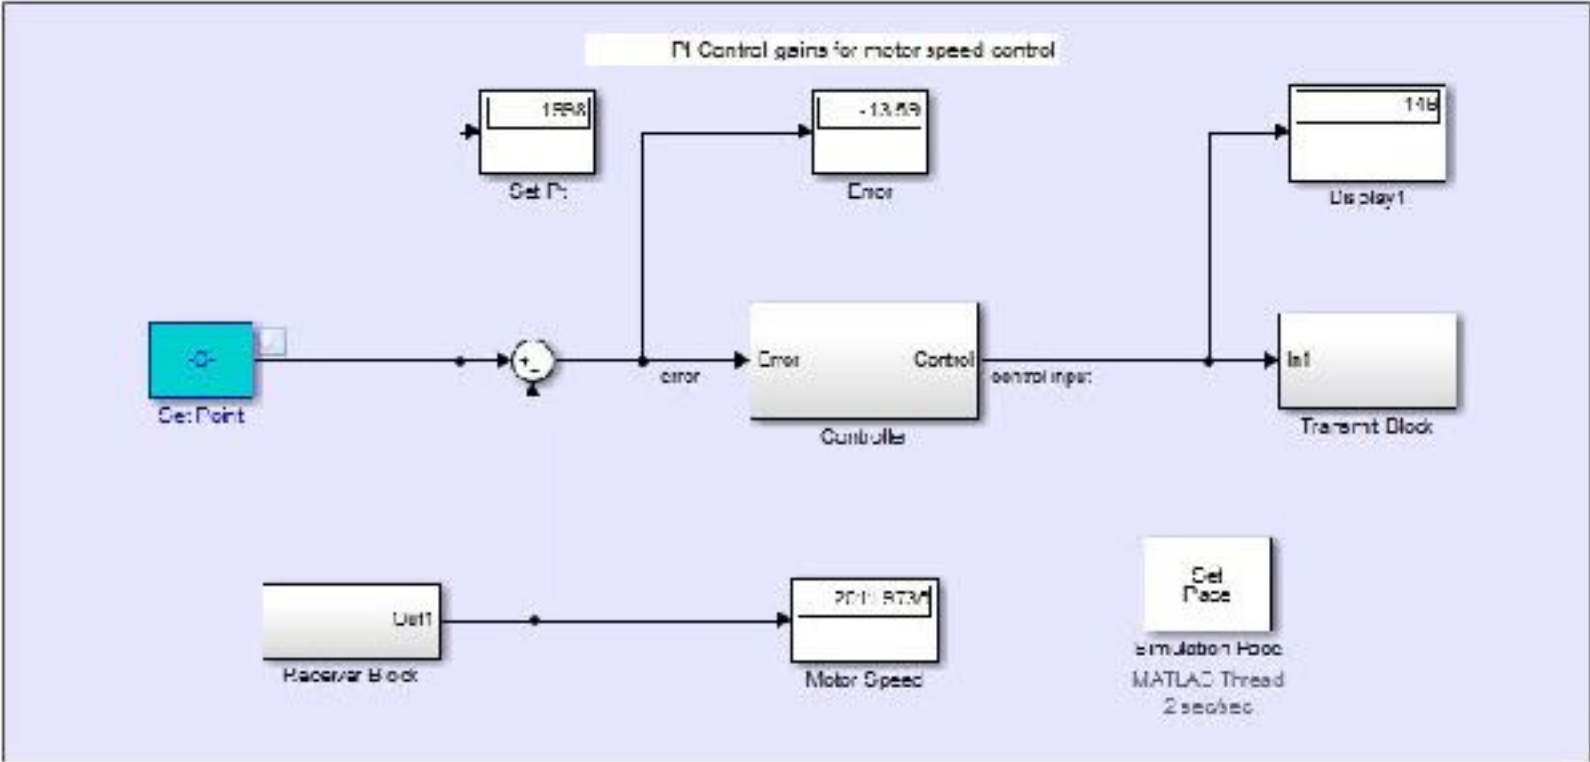 PI Control gains for motor speed control
1998
-13.69
Set Pt
Error
Display1
-C-
+
-
Error
Control
In1
error
control input
Set Point
Controller
Transmit Block
Set
Pace
Out1
Receiver Block
Motor Speed
Simulation Pace
MATLAB Thread
2 sec/sec